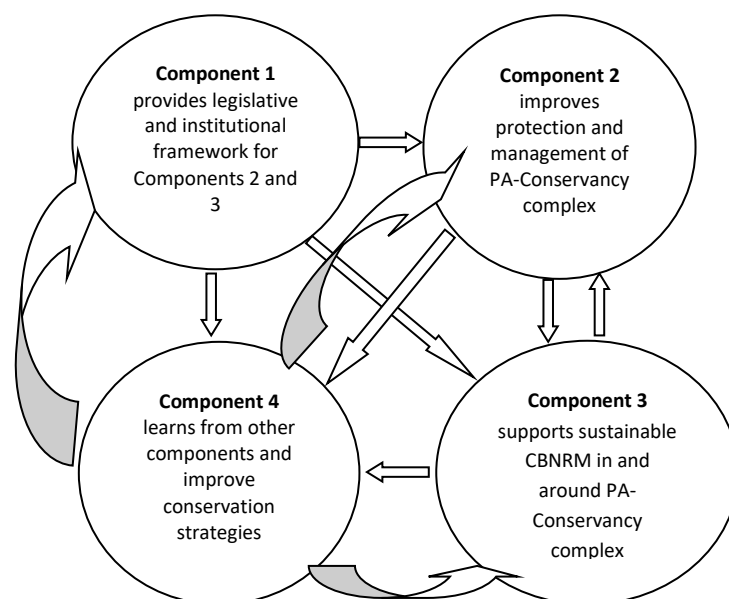 Component 1
provides legislative
and institutional
framework for
Components 2 and
3
Component 2
improves
protection and
management of
PA-Conservancy
complex
Component 4
learns from other
components and
improve
conservation
strategies
Component 3
supports sustainable
CBNRM in and
around PA-
Conservancy
complex